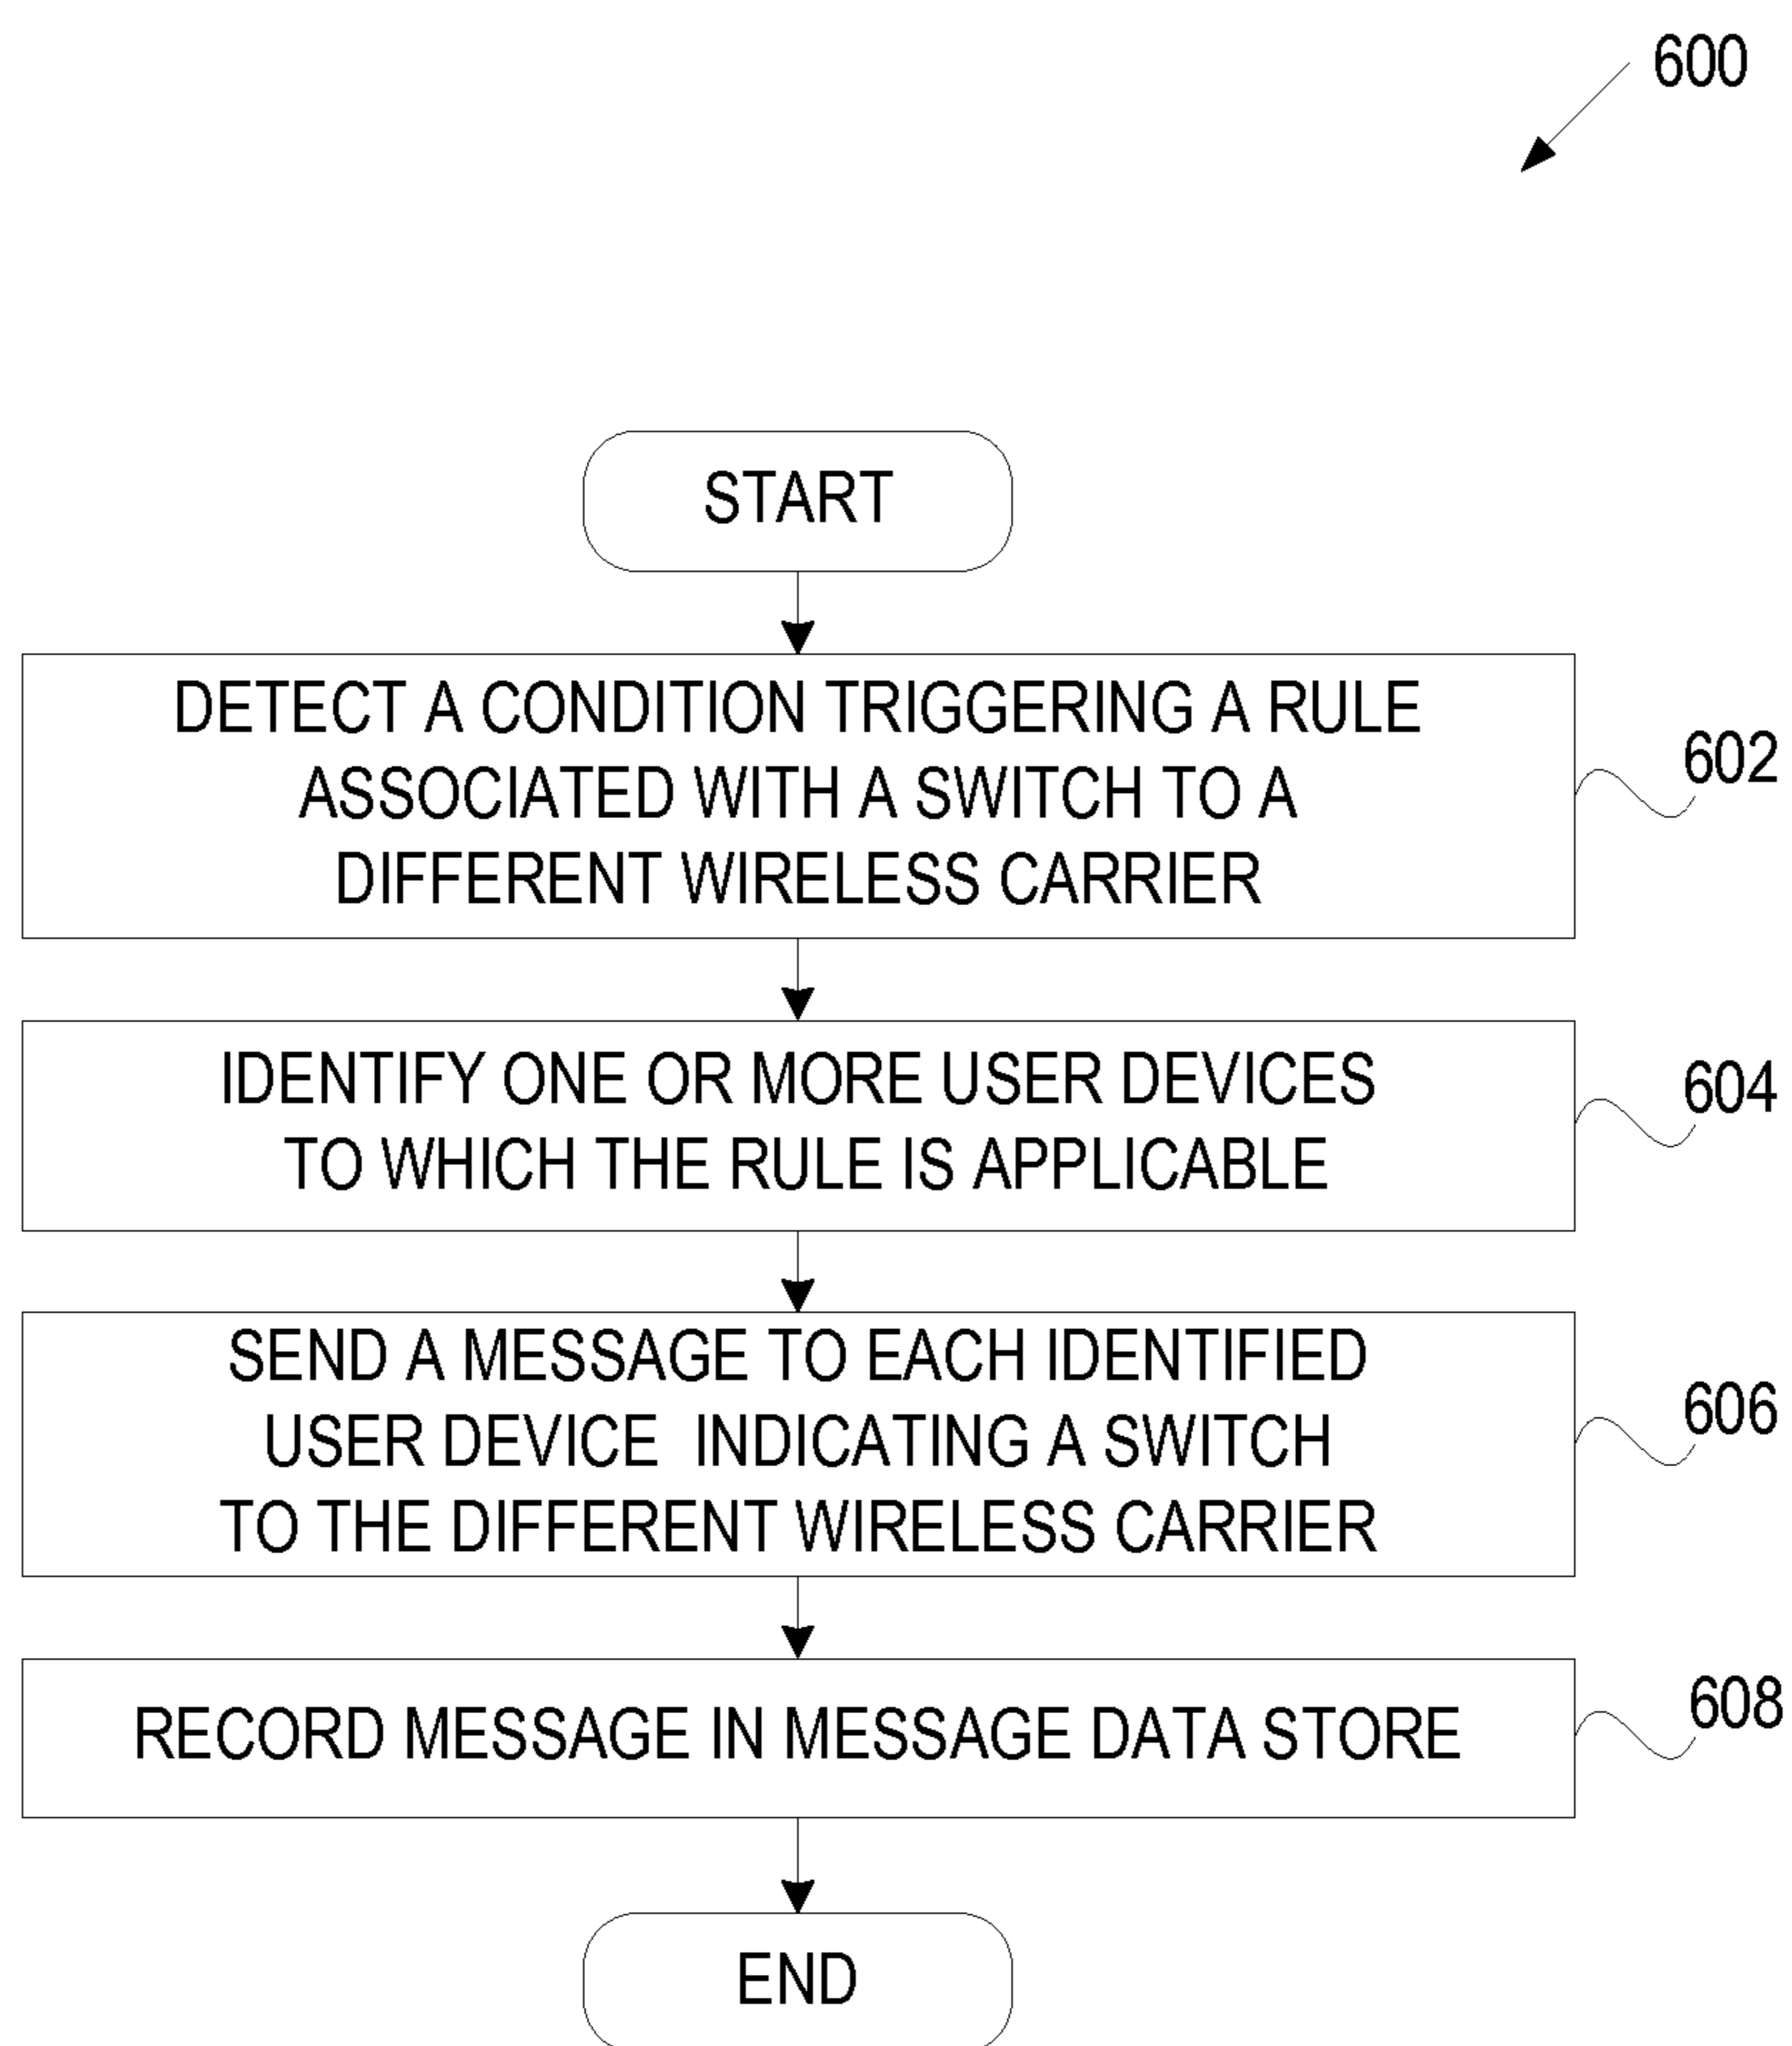 600
START
DETECT A CONDITION TRIGGERING A RULE
ASSOCIATED WITH A SWITCH TO A
DIFFERENT WIRELESS CARRIER
602
IDENTIFY ONE OR MORE USER DEVICES
TO WHICH THE RULE IS APPLICABLE
604
SEND A MESSAGE TO EACH IDENTIFIED
USER DEVICE INDICATING A SWITCH
TO THE DIFFERENT WIRELESS CARRIER
606
RECORD MESSAGE IN MESSAGE DATA STORE
608
END